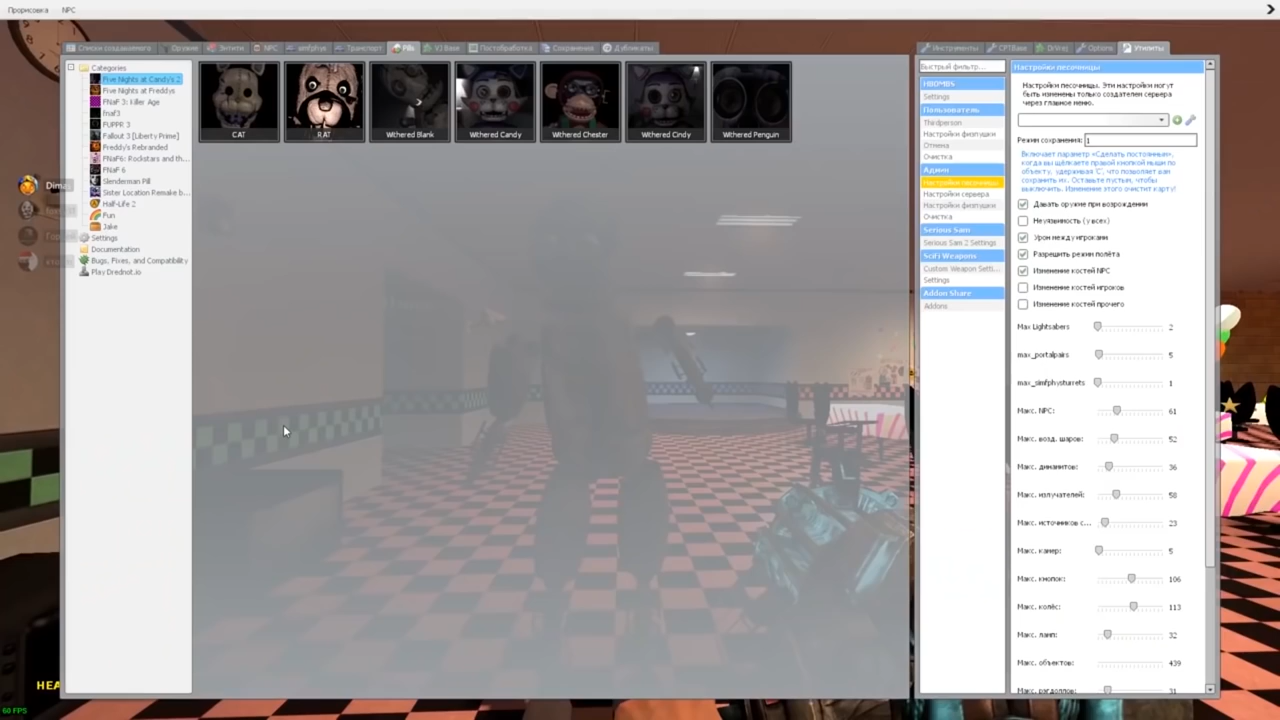 Прорисовка NPC
Списки создаваемого Оружие Энтити NPC simfphys Транспорт Pills VJ Base Постобработка Сохранения Дубликаты
Инструменты CPTBase DrVrej Options Утилиты
Categories
Five Nights at Candy's 2
Five Nights at Freddys
FNaF 3: Killer Age
fnaf3
FUPPR 3
Fallout 3 [Liberty Prime]
Freddy's Rebranded
FNaF6: Rockstars and th...
FNAF 6
Slenderman Pill
Sister Location Remake b...
Half-Life 2
Fun
Jake
Settings
Documentation
Bugs, Fixes, and Compatibility
Play Drednot.io
CAT
RAT
Withered Blank
Withered Candy
Withered Chester
Withered Cindy
Withered Penguin
Dima
Быстрый фильтр...
Settings
Пользователь
Thirdperson
Настройки физпушки
Отмена
Очистка
Админ
Настройки песочницы
Настройки сервера
Настройки физпушки
Очистка
Serious Sam
Serious Sam 2 Settings
SciFi Weapons
Custom Weapon Setti...
Settings
Addon Share
Addons
Настройки песочницы
Настройки песочницы. Эти настройки могут
быть изменены только создателем сервера
через главное меню.
Режим сохранения: 1
Включает параметр «Сделать постоянным»,
когда вы щёлкаете правой кнопкой мыши по
объекту, удерживая 'C', что позволяет вам
сохранить их. Оставьте пустым, чтобы
выключить. Изменение этого очистит карту!
Давать оружие при возрождении
Неуязвимость (у всех)
Урон между игроками
Разрешить режим полёта
Изменение костей NPC
Изменение костей игроков
Изменение костей прочего
Max Lightsabers 2
max_portalpairs 5
max_simfphysturrets 1
Макс. NPC: 61
Макс. возд. шаров: 52
Макс. динамитов: 36
Макс. излучателей: 58
Макс. источников с... 23
Макс. камер: 5
Макс. кнопок: 106
Макс. колёс: 113
Макс. ламп: 32
Макс. объектов: 439
Макс. рэгдоллов: 31
HEA
60 FPS